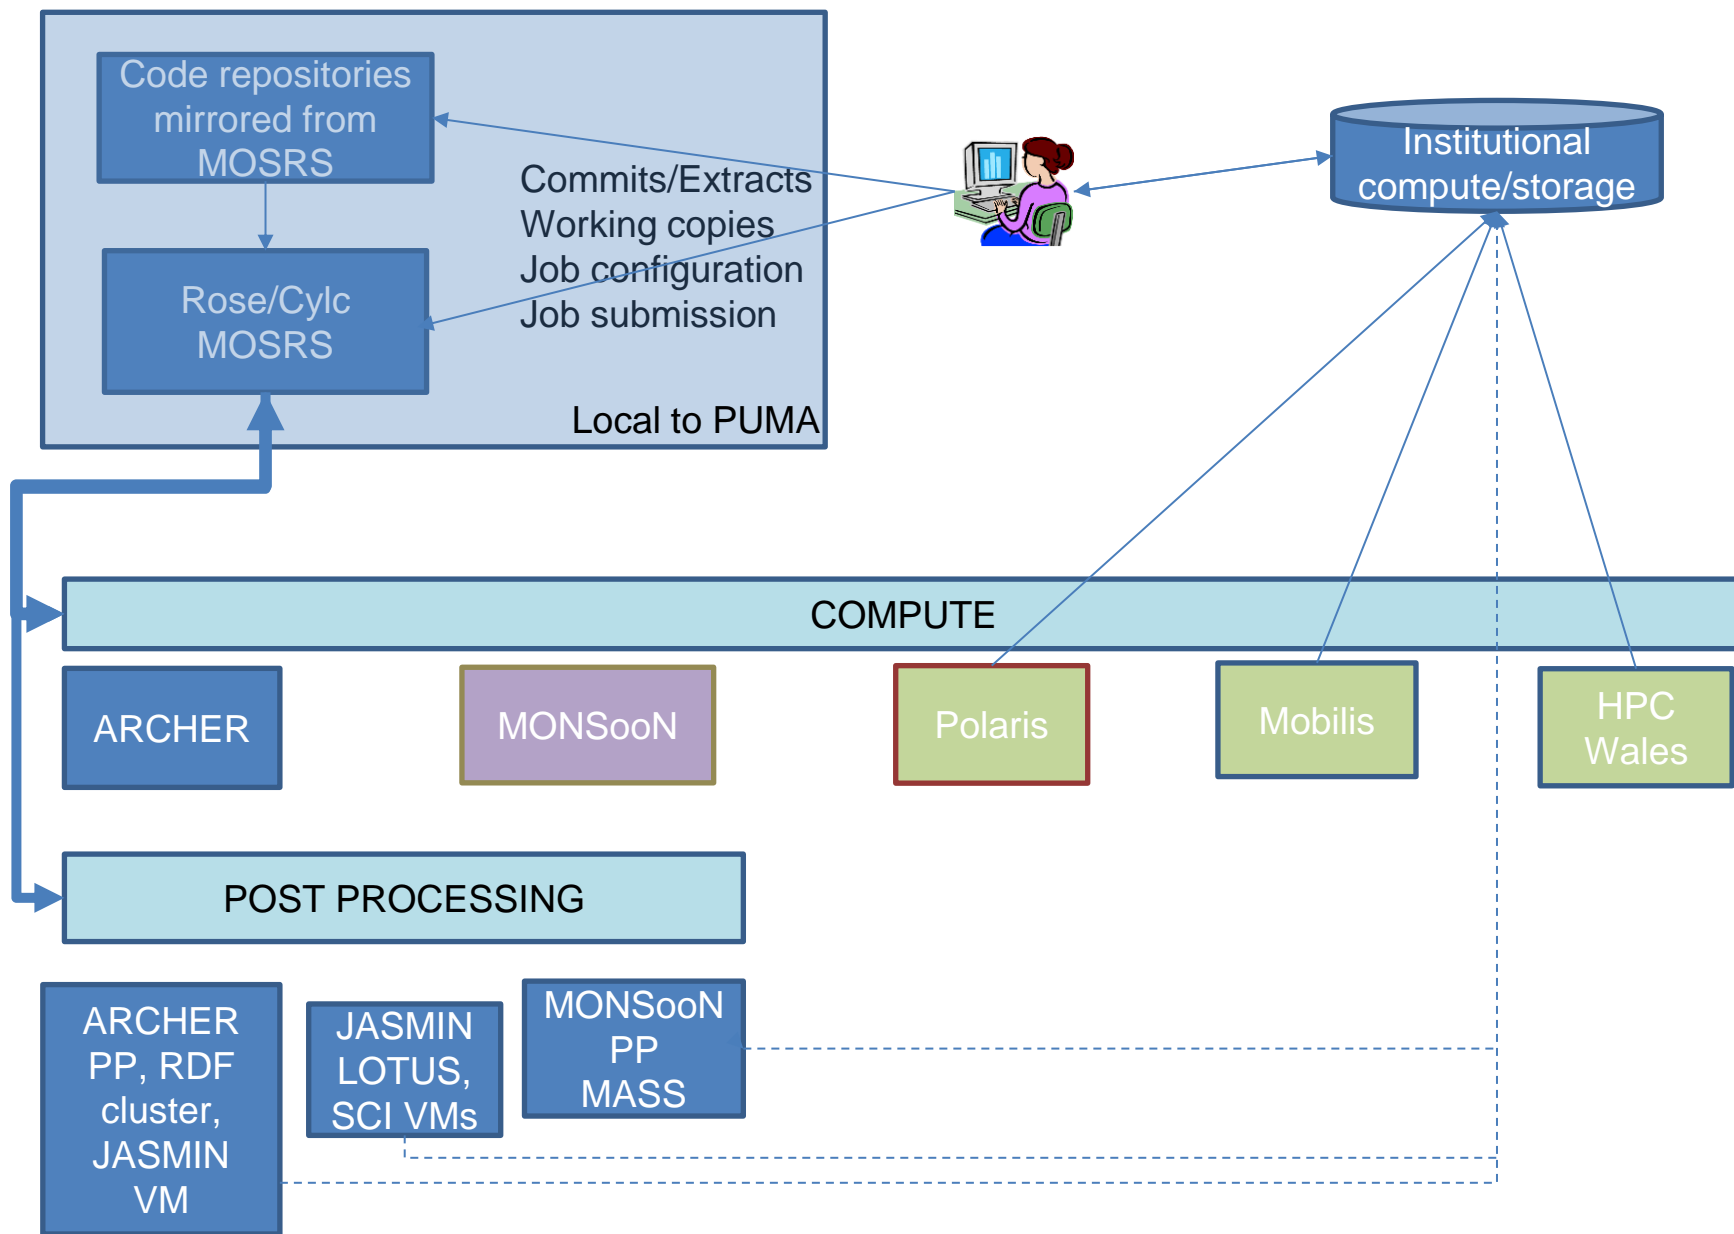 Code repositories
mirrored from
MOSRS
Commits/Extracts
Working copies
Job configuration
Job submission
Rose/Cylc
MOSRS
Local to PUMA
Institutional
compute/storage
COMPUTE
ARCHER
MONSooN
Polaris
Mobilis
HPC
Wales
POST PROCESSING
ARCHER
PP, RDF
cluster,
JASMIN
VM
JASMIN
LOTUS,
SCI VMs
MONSooN
PP
MASS